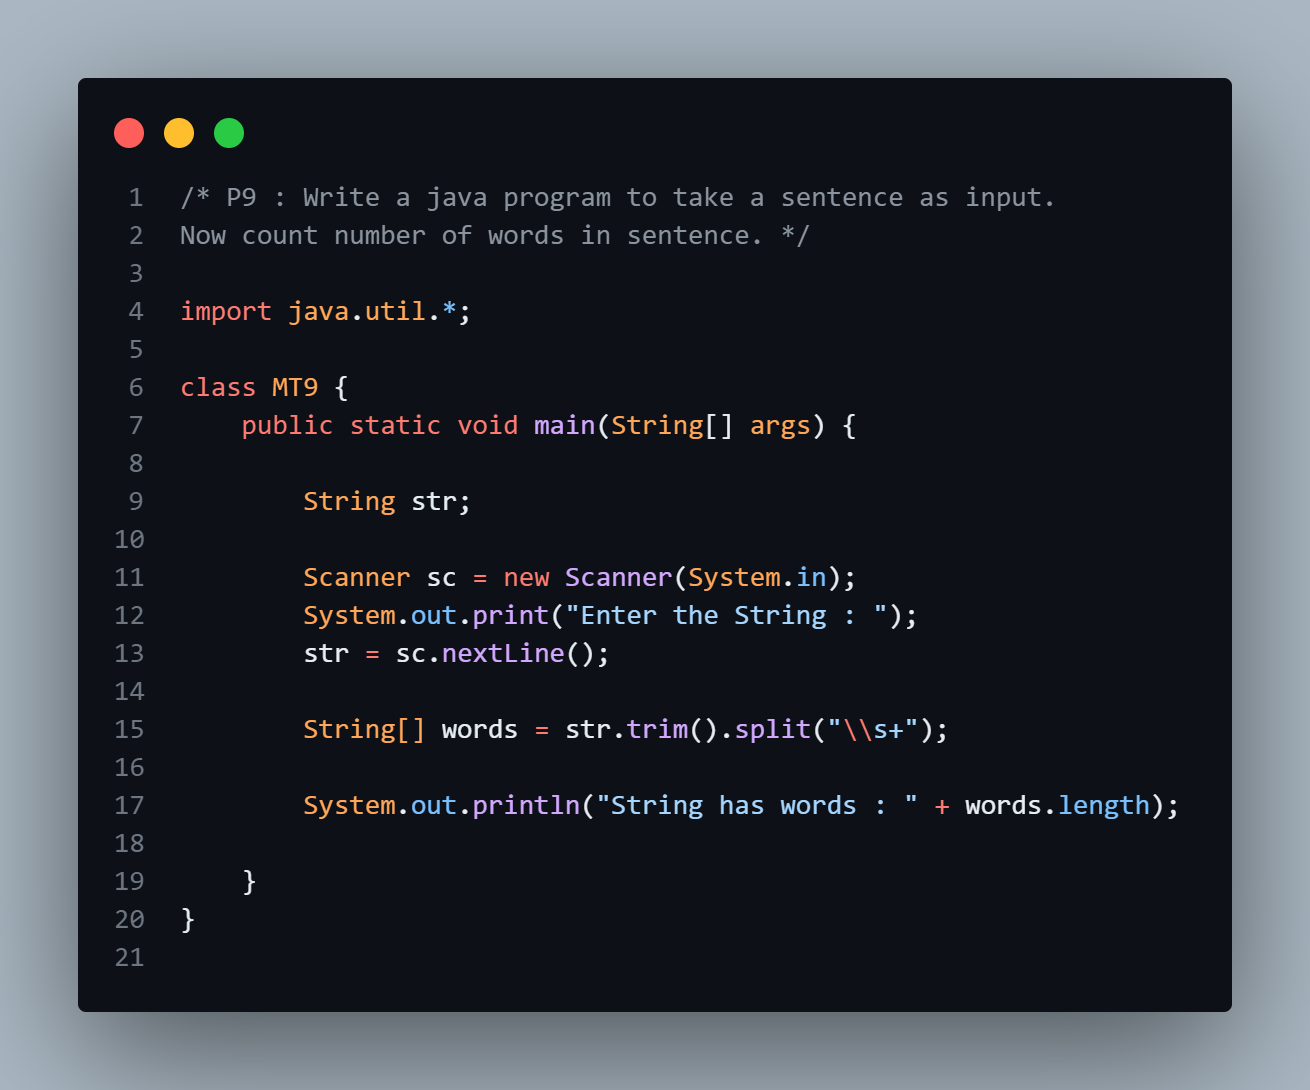 1 /* P9 : Write a java program to take a sentence as input.
2 Now count number of words in sentence. */
3
4 import java.util.*;
5
6 class MT9 {
7     public static void main(String[] args) {
8
9         String str;
10
11         Scanner sc = new Scanner(System.in);
12         System.out.print("Enter the String : ");
13         str = sc.nextLine();
14
15         String[] words = str.trim().split("\\s+");
16
17         System.out.println("String has words : " + words.length);
18
19     }
20 }
21